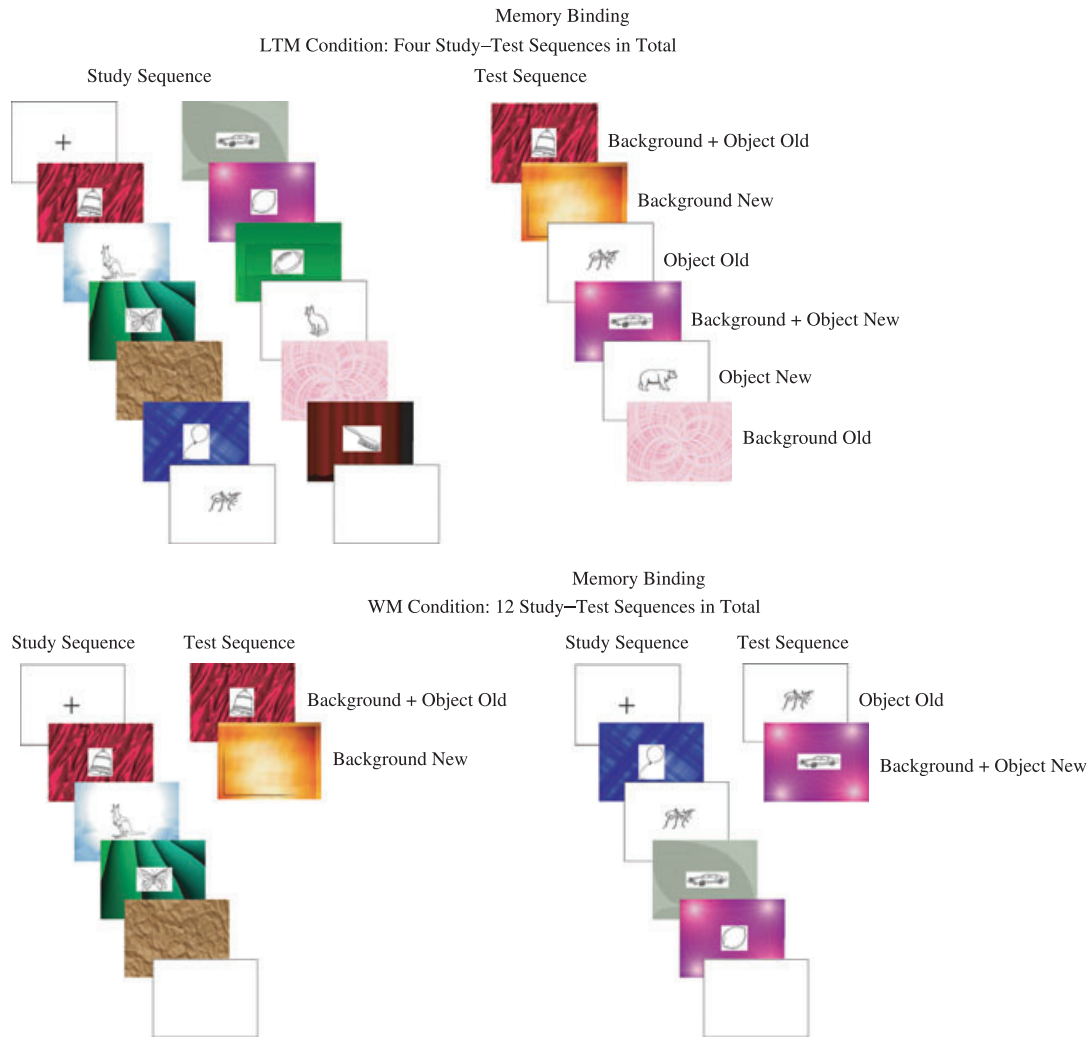 Memory Binding
LTM Condition: Four Study–Test Sequences in Total
Study Sequence
Test Sequence
Background + Object Old
Background New
Object Old
Background + Object New
Object New
Background Old
Memory Binding
WM Condition: 12 Study–Test Sequences in Total
Study Sequence
Test Sequence
Background + Object Old
Background New
Study Sequence
Test Sequence
Object Old
Background + Object New